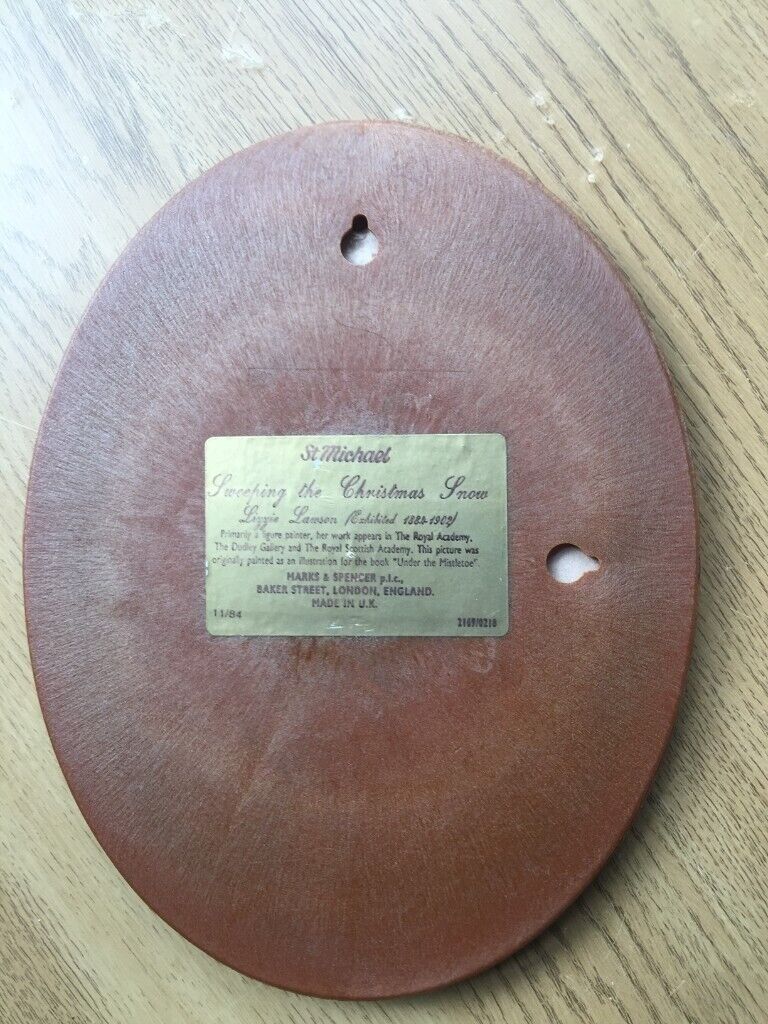 St Michael
Sweeping the Christmas Snow
Lizzie Lawson (Exhibited 1884-1902)
Primarily a figure painter, her work appears in The Royal Academy,
The Dudley Gallery and The Royal Scottish Academy. This picture was
originally painted as an illustration for the book "Under the Mistletoe"
MARKS & SPENCER p.l.c.,
BAKER STREET, LONDON, ENGLAND.
MADE IN U.K.
11/84
2169/0218